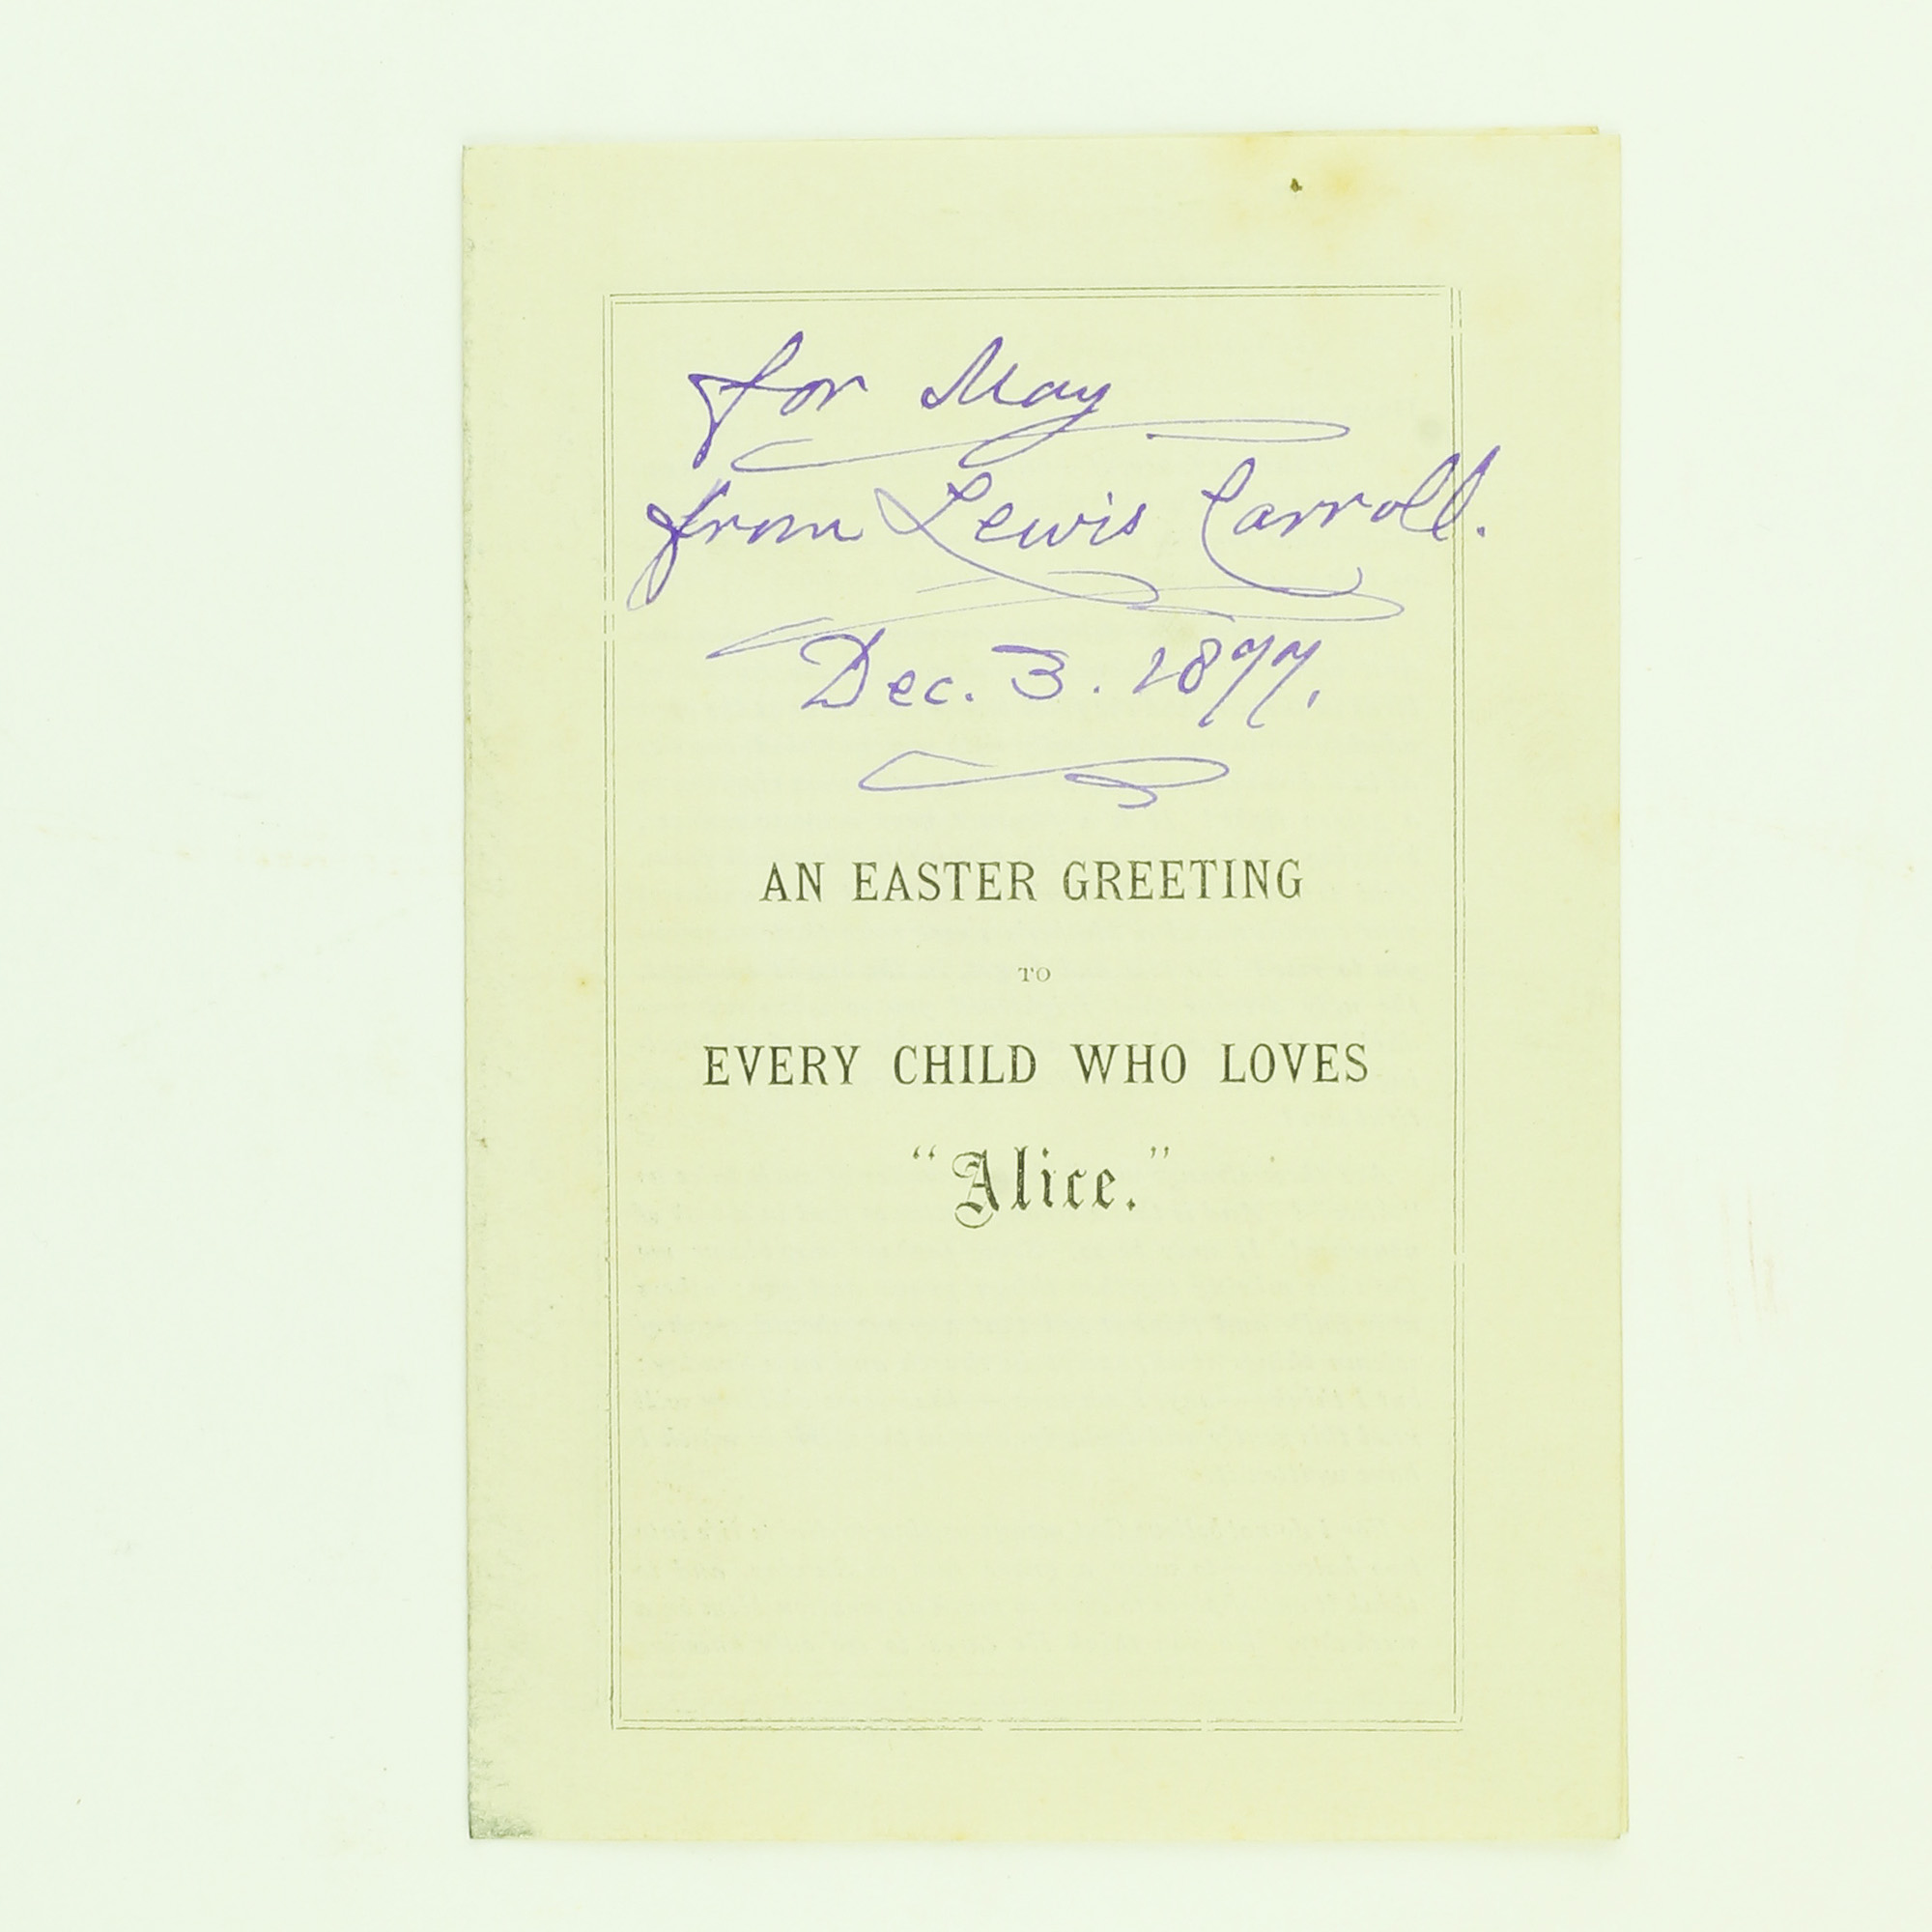 for May
from Lewis Carroll.
Dec. 3. 1877.
AN EASTER GREETING
TO
EVERY CHILD WHO LOVES
"Alice."